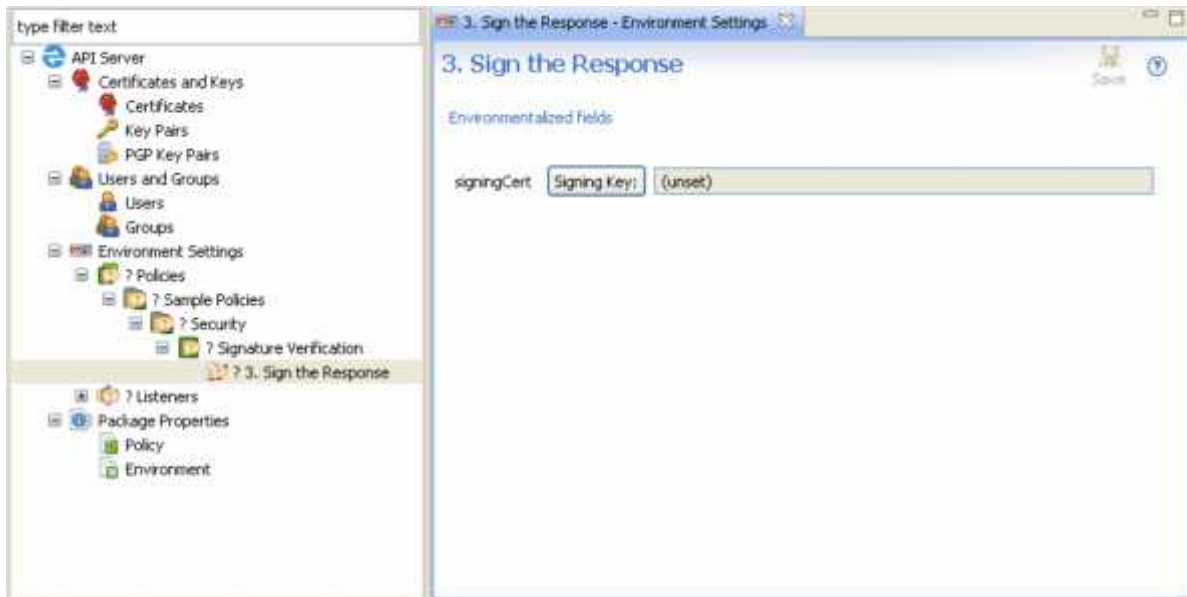 type filter text
API Server
Certificates and Keys
Certificates
Key Pairs
PGP Key Pairs
Users and Groups
Users
Groups
Environment Settings
? Policies
? Sample Policies
? Security
? Signature Verification
? 3. Sign the Response
? Listeners
Package Properties
Policy
Environment
3. Sign the Response - Environment Settings
3. Sign the Response
Save
Environmentalized fields
signingCert Signing Key: (unset)